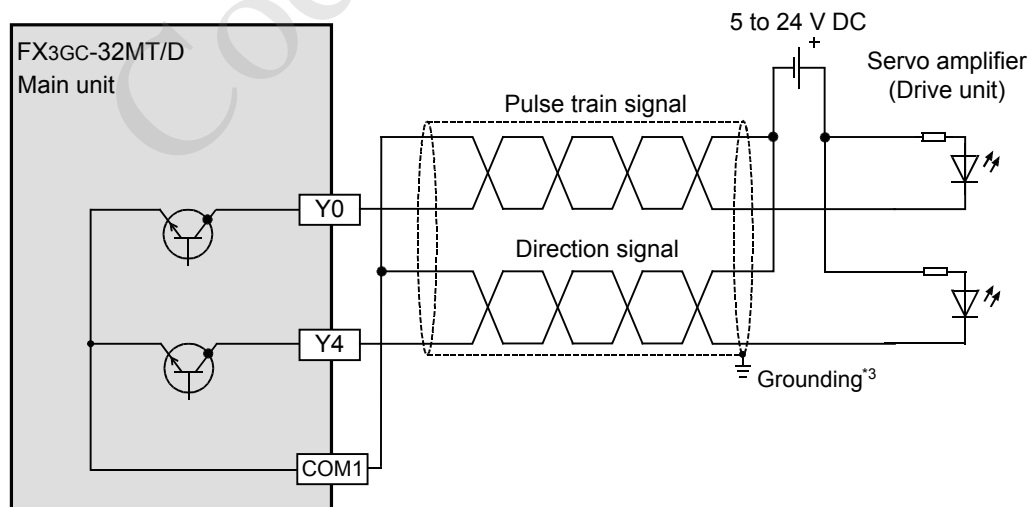 5 to 24 V DC
+
FX3GC-32MT/D
Main unit
Servo amplifier
(Drive unit)
Pulse train signal
Y0
Direction signal
Y4
Grounding*3
COM1